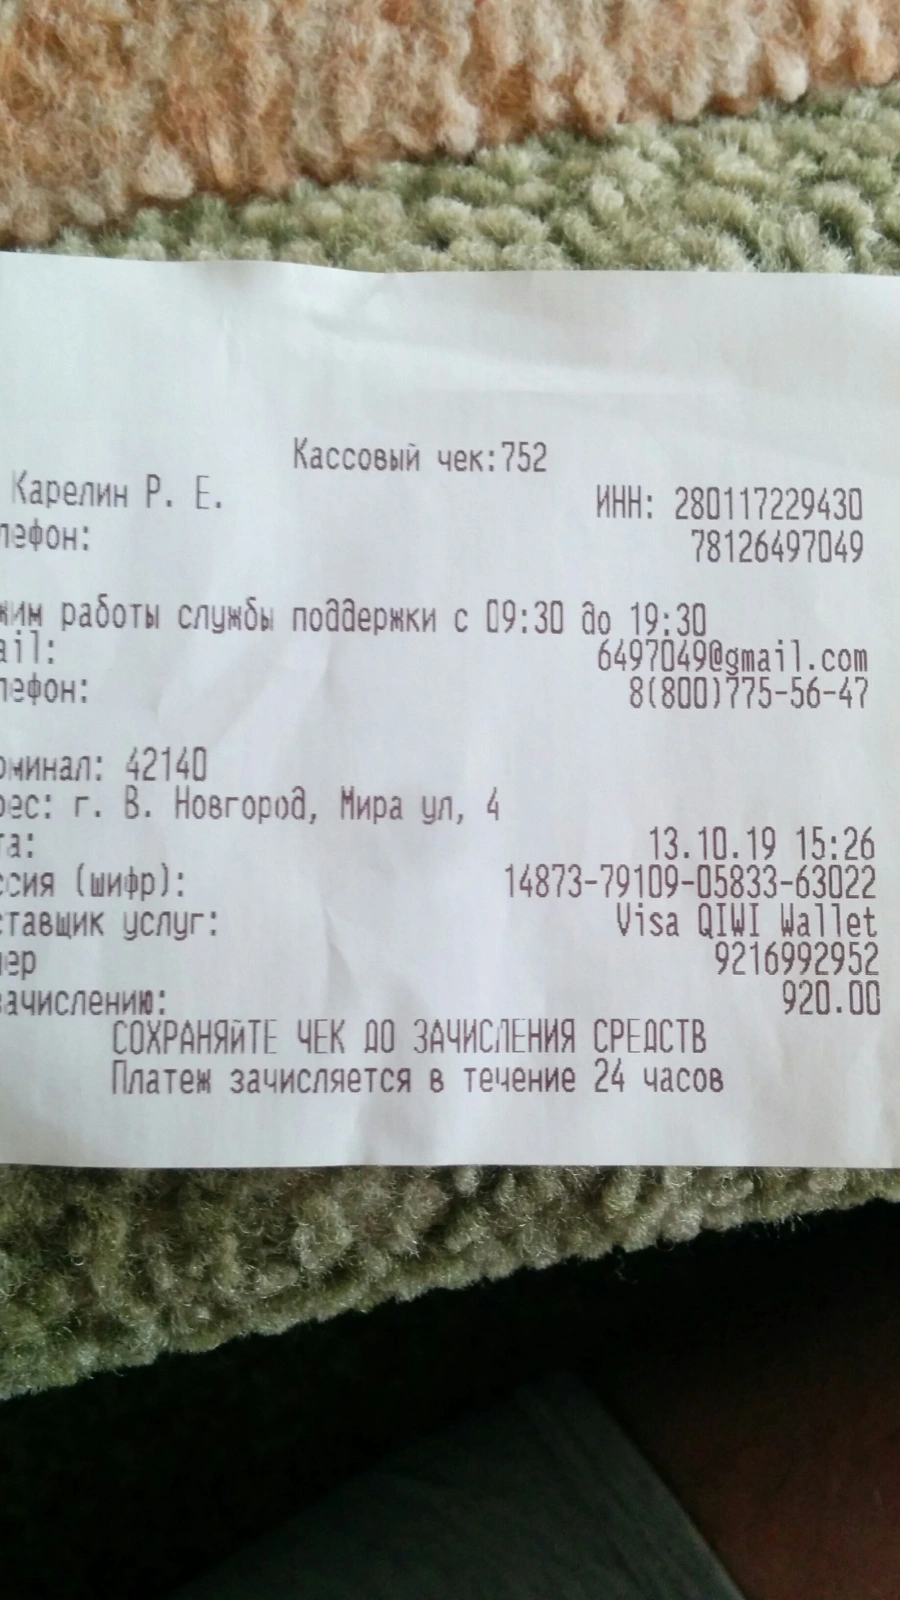 Кассовый чек:752
Карелин Р. Е. ИНН: 280117229430
лефон: 78126497049
жим работы службы поддержки с 09:30 до 19:30
ail: 6497049@gmail.com
лефон: 8(800)775-56-47
рминал: 42140
рес: г. В. Новгород, Мира ул, 4
та: 13.10.19 15:26
ссия (шифр): 14873-79109-05833-63022
ставщик услуг: Visa QIWI Wallet
мер 9216992952
зачислению: 920.00
СОХРАНЯйТЕ ЧЕК ДО ЗАЧИСЛЕНИЯ СРЕДСТВ
Платеж зачисляется в течение 24 часов